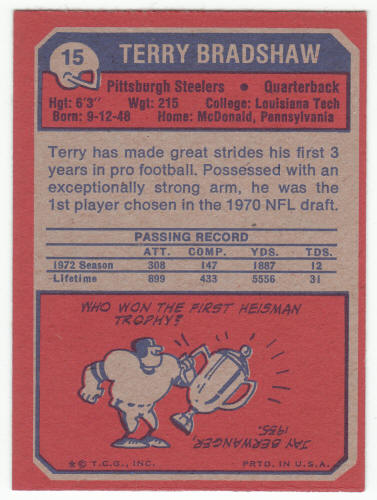 15
TERRY BRADSHAW
Pittsburgh Steelers • Quarterback
Hgt: 6'3" Wgt: 215 College: Louisiana Tech
Born: 9-12-48 Home: McDonald, Pennsylvania
Terry has made great strides his first 3
years in pro football. Possessed with an
exceptionally strong arm, he was the
1st player chosen in the 1970 NFL draft.
PASSING RECORD
ATT. COMP. YDS. TDS.
1972 Season 308 147 1887 12
Lifetime 899 433 5556 31
WHO WON THE FIRST HEISMAN
TROPHY?
JAY BERWANGER,
1935.
*© T.C.G., INC. PRTD. IN U.S.A.